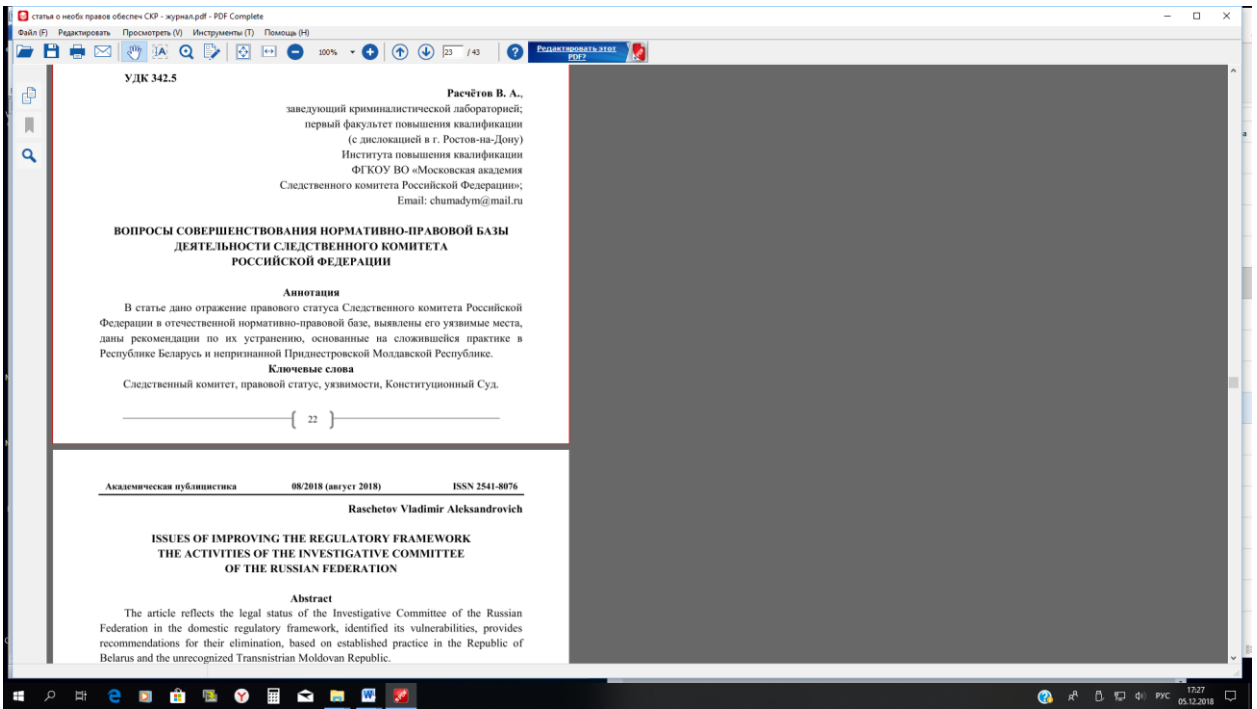 статья о необх правов обеспеч СКР - журнал.pdf - PDF Complete
Файл (F) Редактировать Просмотреть (V) Инструменты (T) Помощь (H)
100% 23 / 43 Редактировать этот PDF?
УДК 342.5
Расчётов В. А.,
заведующий криминалистической лабораторией;
первый факультет повышения квалификации
(с дислокацией в г. Ростов-на-Дону)
Института повышения квалификации
ФГКОУ ВО «Московская академия
Следственного комитета Российской Федерации»;
Email: chumadym@mail.ru
ВОПРОСЫ СОВЕРШЕНСТВОВАНИЯ НОРМАТИВНО-ПРАВОВОЙ БАЗЫ
ДЕЯТЕЛЬНОСТИ СЛЕДСТВЕННОГО КОМИТЕТА
РОССИЙСКОЙ ФЕДЕРАЦИИ
Аннотация
В статье дано отражение правового статуса Следственного комитета Российской
Федерации в отечественной нормативно-правовой базе, выявлены его уязвимые места,
даны рекомендации по их устранению, основанные на сложившейся практике в
Республике Беларусь и непризнанной Приднестровской Молдавской Республике.
Ключевые слова
Следственный комитет, правовой статус, уязвимости, Конституционный Суд.
22
Академическая публицистика 08/2018 (август 2018) ISSN 2541-8076
Raschetov Vladimir Aleksandrovich
ISSUES OF IMPROVING THE REGULATORY FRAMEWORK
THE ACTIVITIES OF THE INVESTIGATIVE COMMITTEE
OF THE RUSSIAN FEDERATION
Abstract
The article reflects the legal status of the Investigative Committee of the Russian
Federation in the domestic regulatory framework, identified its vulnerabilities, provides
recommendations for their elimination, based on established practice in the Republic of
Belarus and the unrecognized Transnistrian Moldovan Republic.
РУС 17:27
05.12.2018